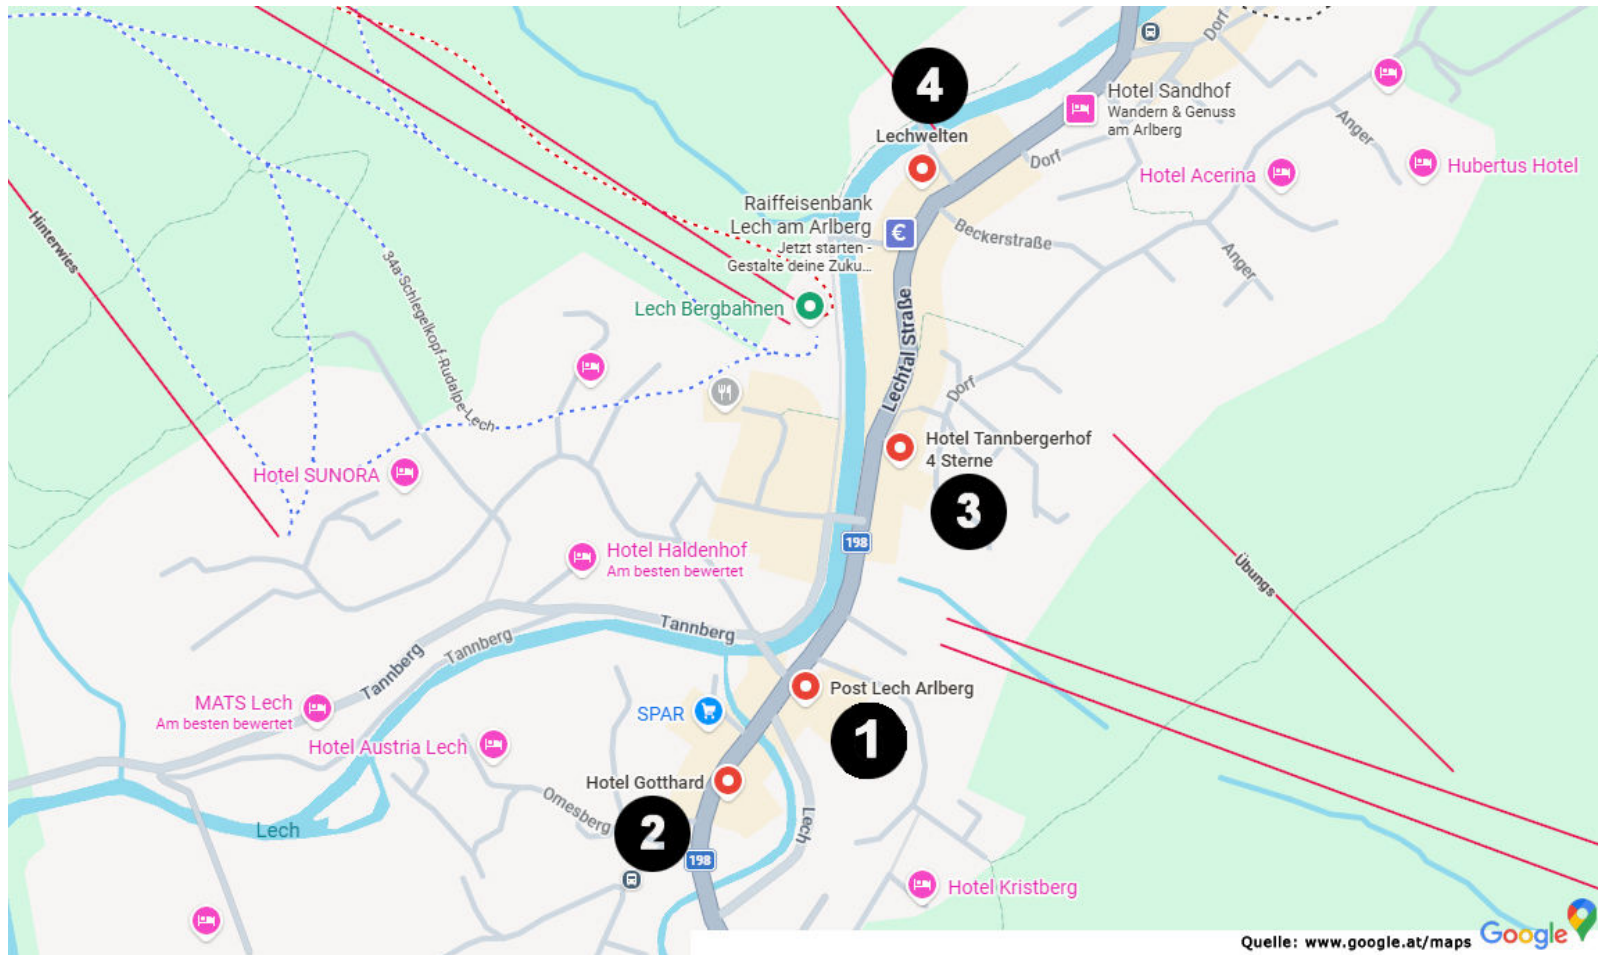 Dorf
4
Hotel Sandhof
Wandern & Genuss
am Arlberg
Anger
Lechwelten
Dorf
Hotel Acerina
Hubertus Hotel
Raiffeisenbank
Lech am Arlberg
Jetzt starten -
Gestalte deine Zuku...
€
Beckerstraße
Anger
Hinterwies
34a-Schlegelkopf-Rudalpe-Lech
Lech Bergbahnen
Lechtal Straße
Dorf
Hotel Tannbergerhof
4 Sterne
Hotel SUNORA
3
198
Hotel Haldenhof
Am besten bewertet
Übungs
Tannberg
Tannberg
Tannberg
MATS Lech
Am besten bewertet
Post Lech Arlberg
SPAR
1
Hotel Austria Lech
Hotel Gotthard
Omesberg
2
Lech
Lech
198
Hotel Kristberg
Quelle: www.google.at/maps
Google